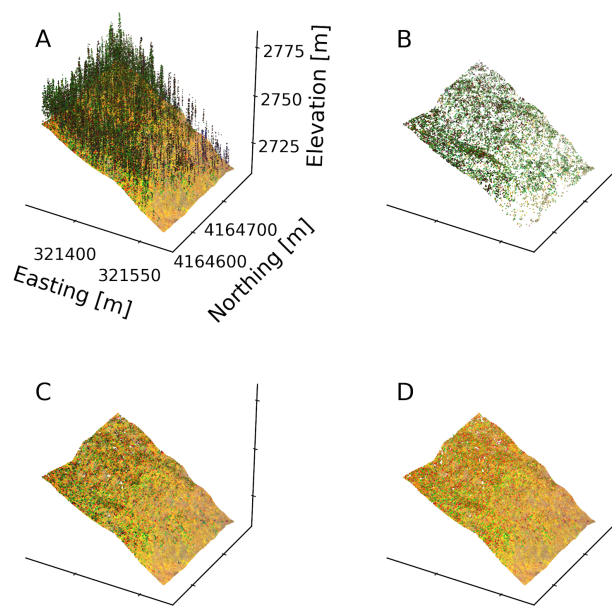 A
B
2775
2750
2725
Elevation [m]
4164700
4164600
321400
321550
Easting [m]
Northing [m]
C
D